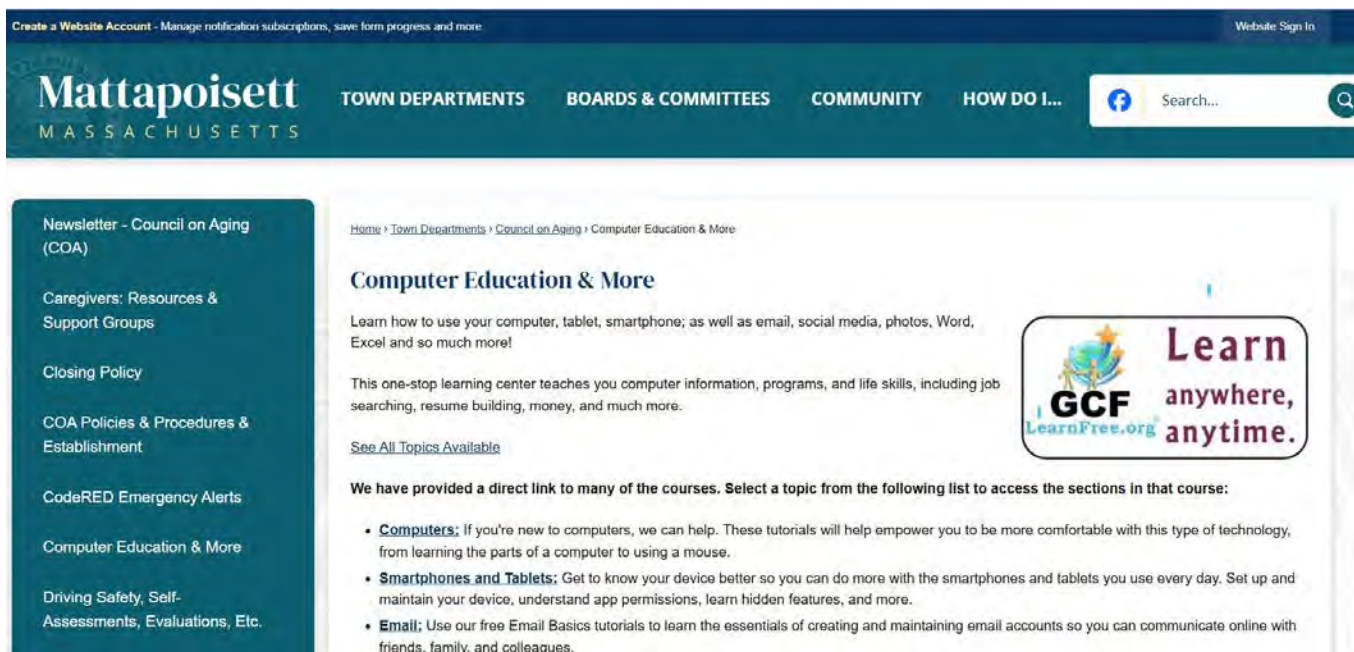 Create a Website Account - Manage notification subscriptions, save form progress and more.
Website Sign In
Mattapoisett
MASSACHUSETTS
TOWN DEPARTMENTS
BOARDS & COMMITTEES
COMMUNITY
HOW DO I...
Search...
Newsletter - Council on Aging
(COA)
Caregivers: Resources &
Support Groups
Closing Policy
COA Policies & Procedures &
Establishment
CodeRED Emergency Alerts
Computer Education & More
Driving Safety, Self-
Assessments, Evaluations, Etc.
Home › Town Departments › Council on Aging › Computer Education & More
Computer Education & More
Learn how to use your computer, tablet, smartphone; as well as email, social media, photos, Word,
Excel and so much more!
This one-stop learning center teaches you computer information, programs, and life skills, including job
searching, resume building, money, and much more.
See All Topics Available
GCF
LearnFree.org
Learn
anywhere,
anytime.
We have provided a direct link to many of the courses. Select a topic from the following list to access the sections in that course:
• Computers: If you're new to computers, we can help. These tutorials will help empower you to be more comfortable with this type of technology,
from learning the parts of a computer to using a mouse.
• Smartphones and Tablets: Get to know your device better so you can do more with the smartphones and tablets you use every day. Set up and
maintain your device, understand app permissions, learn hidden features, and more.
• Email: Use our free Email Basics tutorials to learn the essentials of creating and maintaining email accounts so you can communicate online with
friends, family, and colleagues.